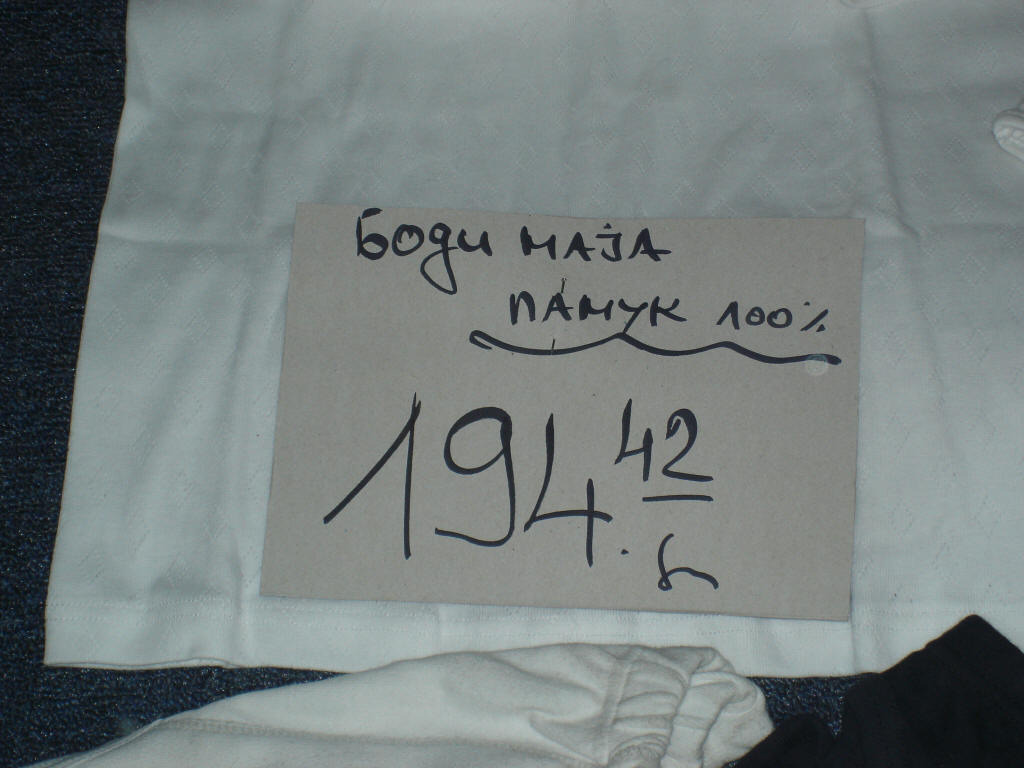 Боди маја
памук 100%
194.42